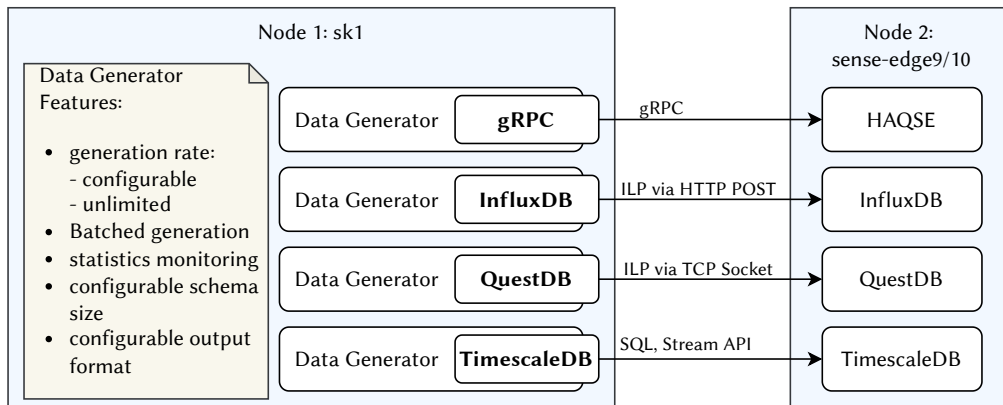 Node 1: sk1
Data Generator
Features:
• generation rate:
- configurable
- unlimited
• Batched generation
• statistics monitoring
• configurable schema
size
• configurable output
format
Data Generator gRPC
Data Generator InfluxDB
Data Generator QuestDB
Data Generator TimescaleDB
gRPC
ILP via HTTP POST
ILP via TCP Socket
SQL, Stream API
Node 2:
sense-edge9/10
HAQSE
InfluxDB
QuestDB
TimescaleDB